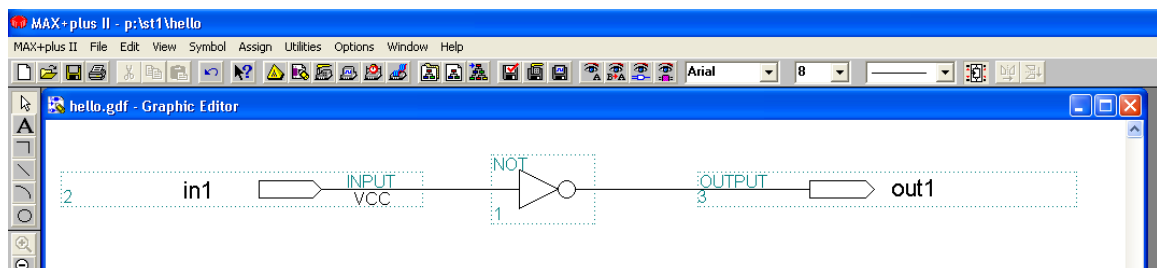 MAX+plus II - p:\st1\hello
MAX+plus II File Edit View Symbol Assign Utilities Options Window Help
Arial 8
hello.gdf - Graphic Editor
A
NOT
INPUT OUTPUT
2 in1 VCC 3 out1
1